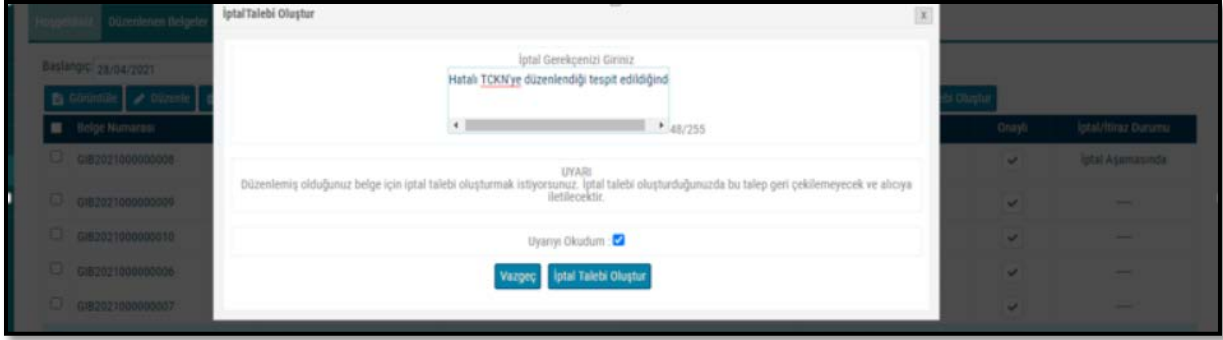 İptalTalebi Oluştur
x
Hoşgeldiniz Düzenlenen Belgeler
İptal Gerekçenizi Giriniz
Başlangıç: 28/04/2021
Hatalı TCKN'ye düzenlendiği tespit edildiğind
Görüntüle Düzenle
Oluştur
48/255
Belge Numarası Onaylı İptal/İtiraz Durumu
GIB2021000000008 İptal Aşamasında
UYARI
Düzenlemiş olduğunuz belge için iptal talebi oluşturmak istiyorsunuz. İptal talebi oluşturduğunuzda bu talep geri çekilemeyecek ve alıcıya
iletilecektir.
GIB2021000000009 ----
GIB2021000000010 ----
Uyarıyı Okudum :
GIB2021000000006 ----
Vazgeç İptal Talebi Oluştur
GIB2021000000007 ----